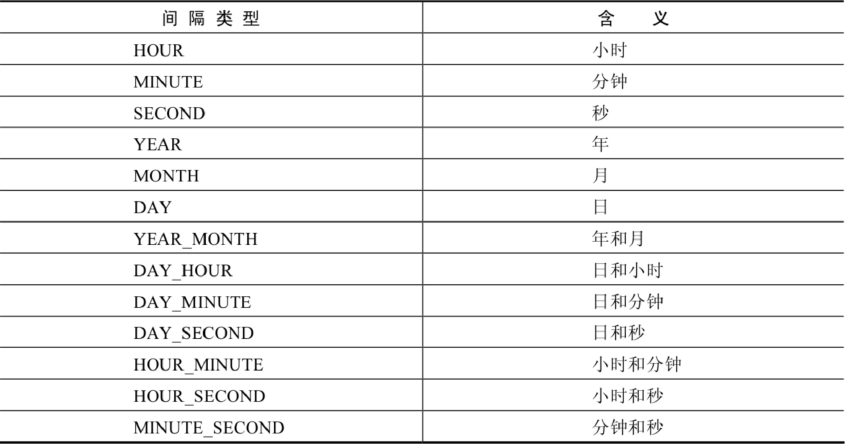 间隔类型 含 义
HOUR 小时
MINUTE 分钟
SECOND 秒
YEAR 年
MONTH 月
DAY 日
YEAR_MONTH 年和月
DAY_HOUR 日和小时
DAY_MINUTE 日和分钟
DAY_SECOND 日和秒
HOUR_MINUTE 小时和分钟
HOUR_SECOND 小时和秒
MINUTE_SECOND 分钟和秒